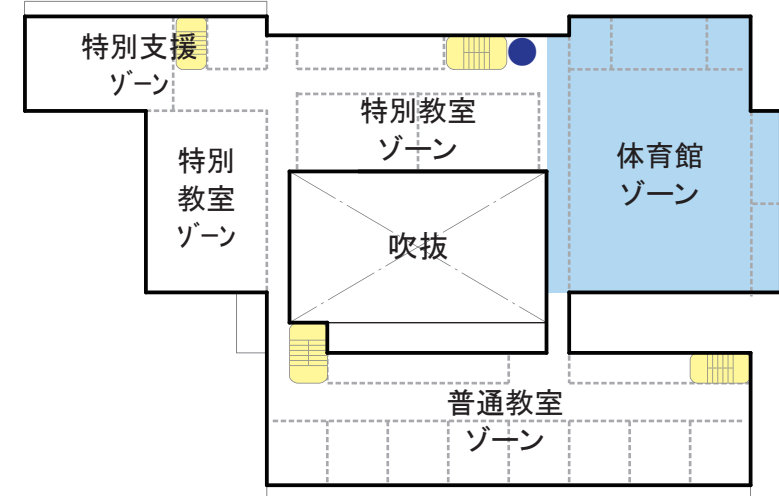 特別支援
ゾーン
特別教室
ゾーン
体育館
ゾーン
特別
教室
ゾーン
吹抜
普通教室
ゾーン